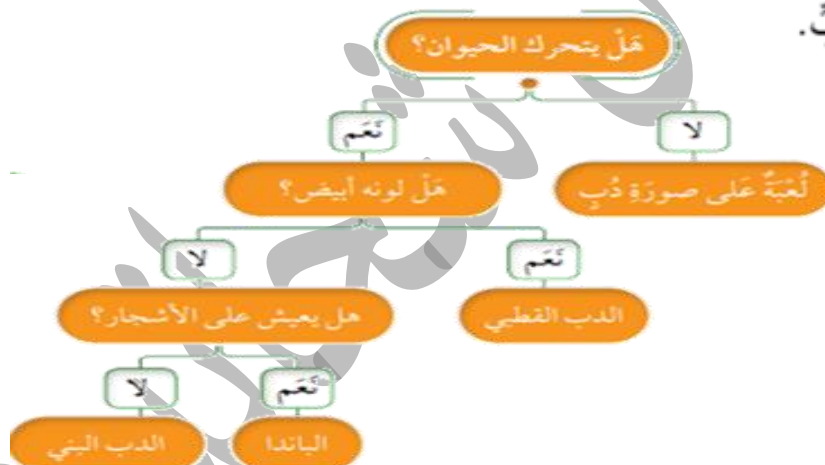 هَلْ يتحرك الحيوان؟
لا
نَعَم
لُعْبَةٌ عَلى صورَةِ دُبٍ
هَلْ لونه أبيض؟
نَعَم
لا
الدب القطبي
هل يعيش على الأشجار؟
نَعَم
لا
الباندا
الدب البني